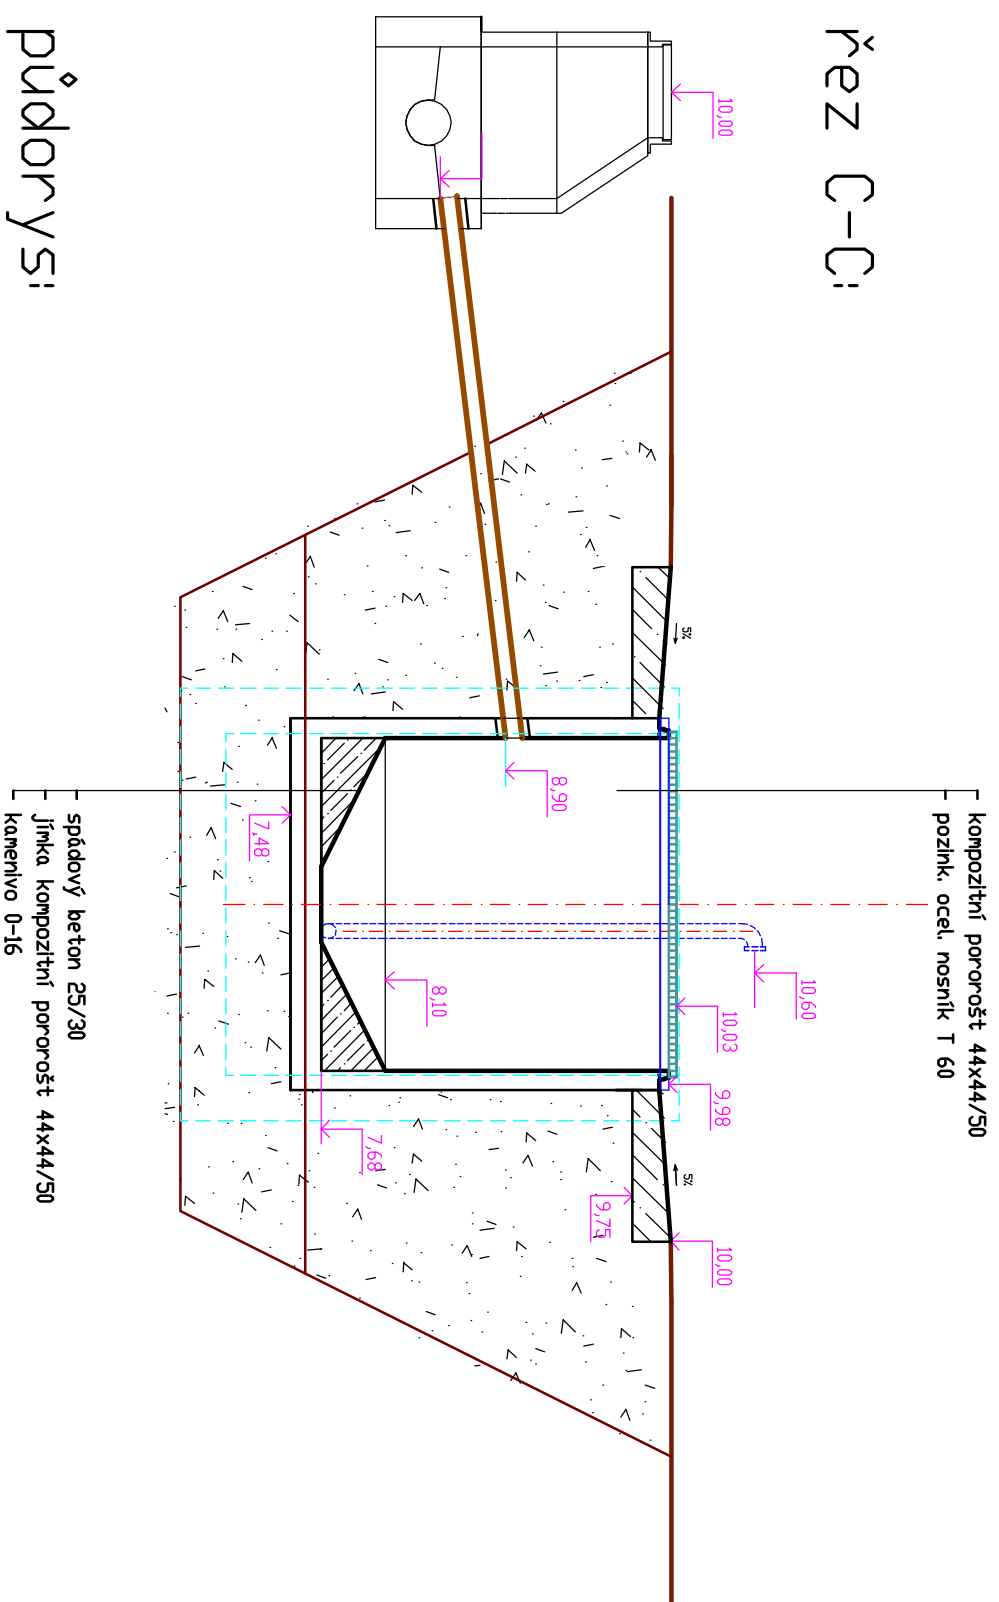 řez C-C:
kompozitní pororošt 44x44/50
pozink. ocel. nosník T 60
10,00
5%
8,90
7,48
8,10
10,60
10,03
9,98
7,68
5%
9,75
10,00
spádový beton 25/30
jímka kompozitní pororošt 44x44/50
kamenivo 0-16
půdorys: